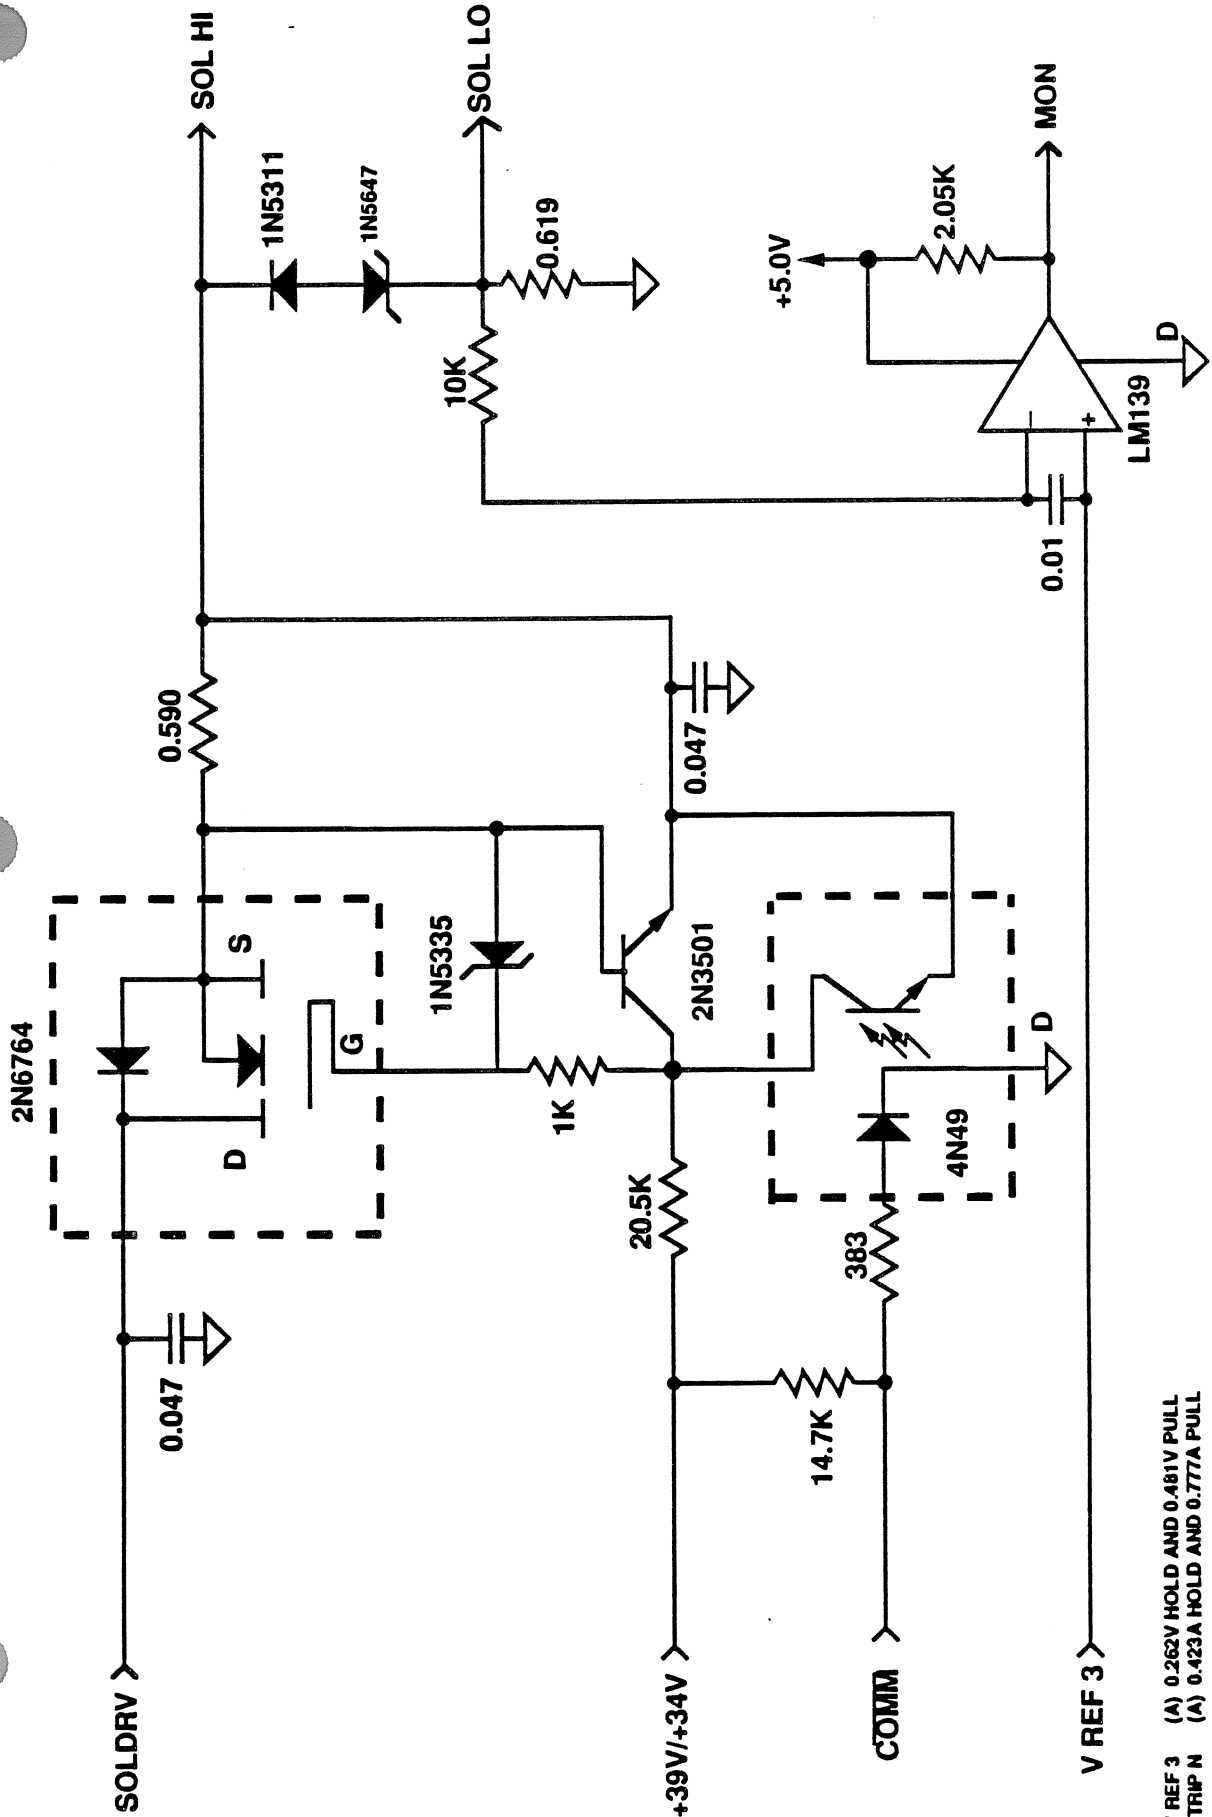 SOLDRV
0.047
2N6764
D
S
G
0.590
SOL HI
1N5311
1N5647
SOL LO
0.619
10K
1N5335
1K
2N3501
0.047
+39V/+34V
20.5K
14.7K
COMM
383
4N49
D
V REF 3
0.01
LM139
D
+5.0V
2.05K
MON
REF 3 (A) 0.262V HOLD AND 0.481V PULL
TRIP N (A) 0.423A HOLD AND 0.777A PULL